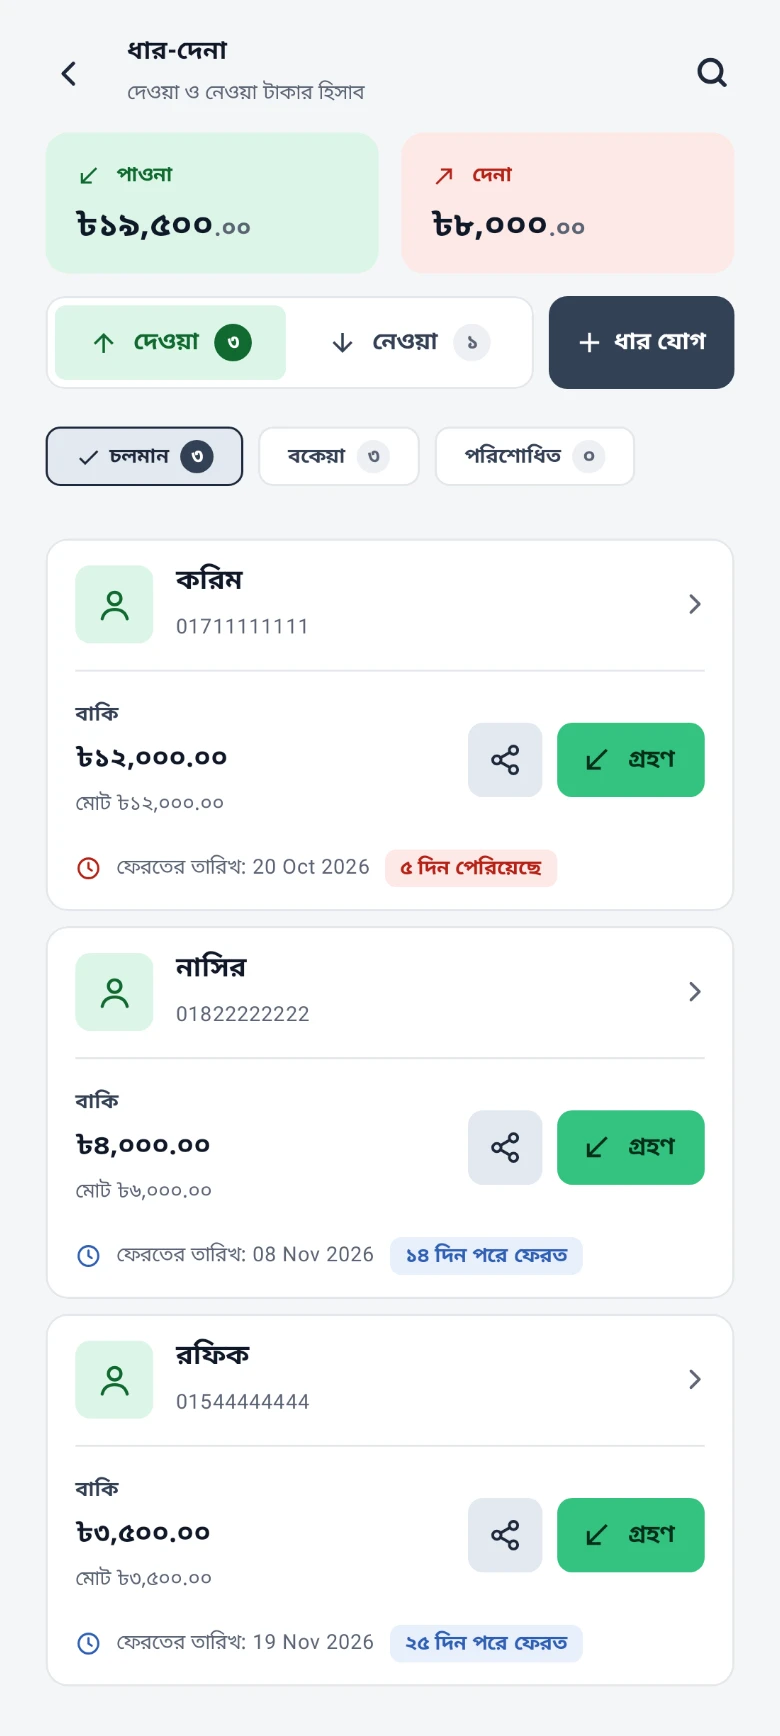 ধার-দেনা
দেওয়া ও নেওয়া টাকার হিসাব
পাওনা
৳১৯,৫০০.০০
দেনা
৳৮,০০০.০০
দেওয়া ৩
নেওয়া ১
ধার যোগ
চলমান ৩
বকেয়া ৩
পরিশোধিত ০
করিম
01711111111
বাকি
৳১২,০০০.০০
মোট ৳১২,০০০.০০
গ্রহণ
ফেরতের তারিখ: 20 Oct 2026
৫ দিন পেরিয়েছে
নাসির
01822222222
বাকি
৳৪,০০০.০০
মোট ৳৬,০০০.০০
গ্রহণ
ফেরতের তারিখ: 08 Nov 2026
১৪ দিন পরে ফেরত
রফিক
01544444444
বাকি
৳৩,৫০০.০০
মোট ৳৩,৫০০.০০
গ্রহণ
ফেরতের তারিখ: 19 Nov 2026
২৫ দিন পরে ফেরত